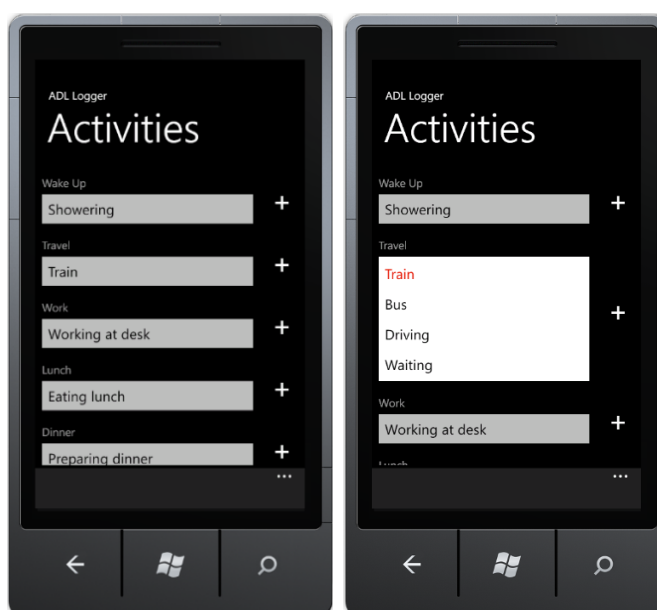 ADL Logger
Activities
Wake Up
Showering
Travel
Train
Work
Working at desk
Lunch
Eating lunch
Dinner
Preparing dinner
ADL Logger
Activities
Wake Up
Showering
Travel
Train
Bus
Driving
Waiting
Work
Working at desk
Lunch